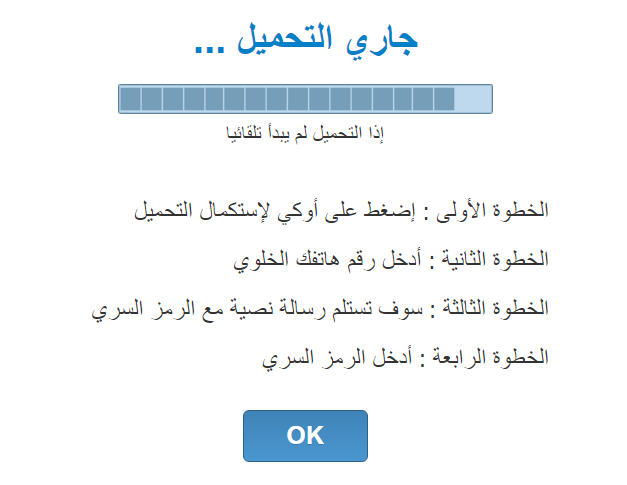 جاري التحميل ...
إذا التحميل لم يبدأ تلقائيا
الخطوة الأولى : إضغط على أوكي لإستكمال التحميل
الخطوة الثانية : أدخل رقم هاتفك الخلوي
الخطوة الثالثة : سوف تستلم رسالة نصية مع الرمز السري
الخطوة الرابعة : أدخل الرمز السري
OK